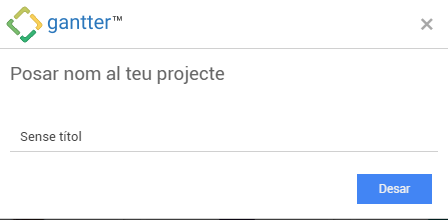 gantter™
Posar nom al teu projecte
Sense títol
Desar